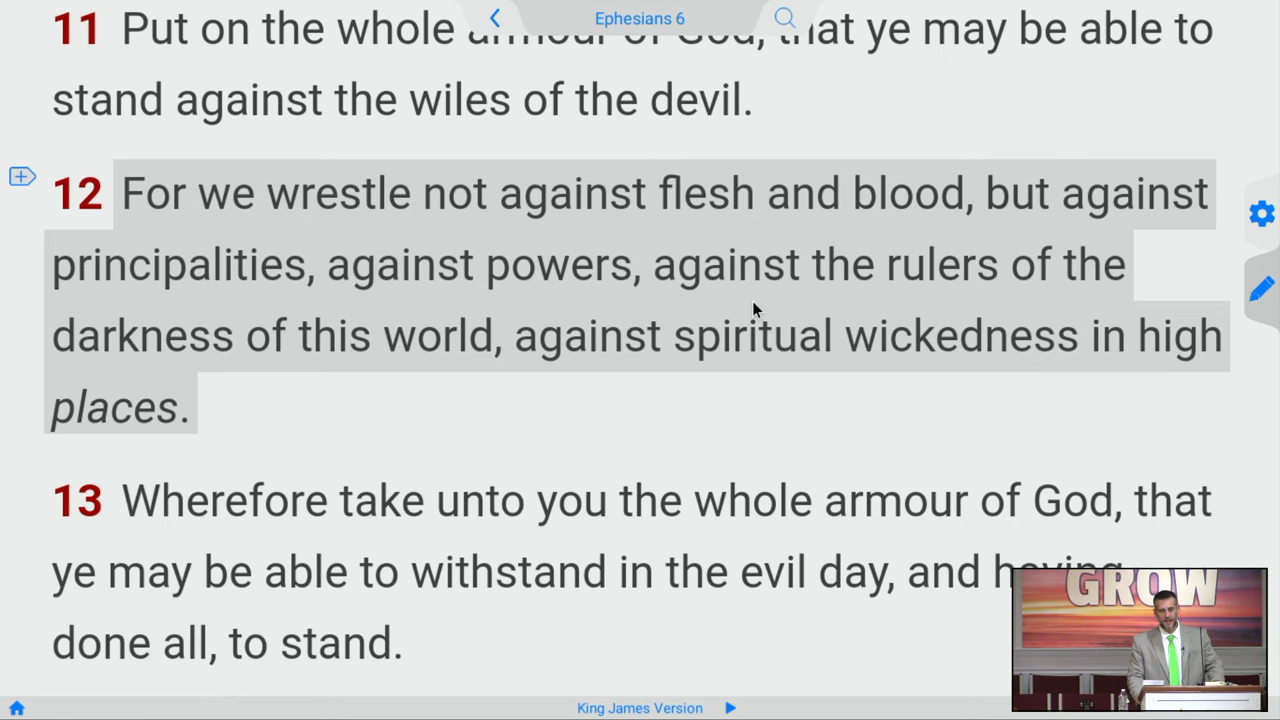 Ephesians 6
11 Put on the whole armour of God, that ye may be able to
stand against the wiles of the devil.
12 For we wrestle not against flesh and blood, but against
principalities, against powers, against the rulers of the
darkness of this world, against spiritual wickedness in high
places.
13 Wherefore take unto you the whole armour of God, that
ye may be able to withstand in the evil day, and having
done all, to stand.
GROW
King James Version